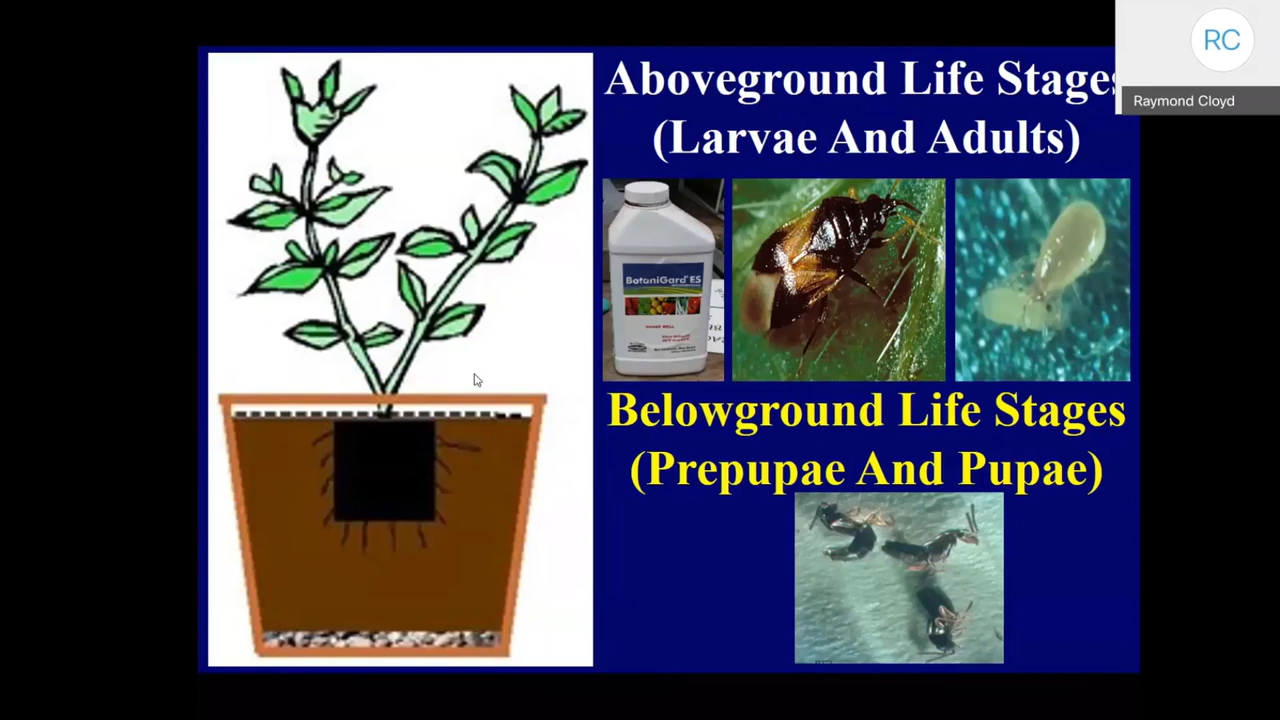 RC
Raymond Cloyd
Aboveground Life Stages
(Larvae And Adults)
BotaniGard ES
Belowground Life Stages
(Prepupae And Pupae)